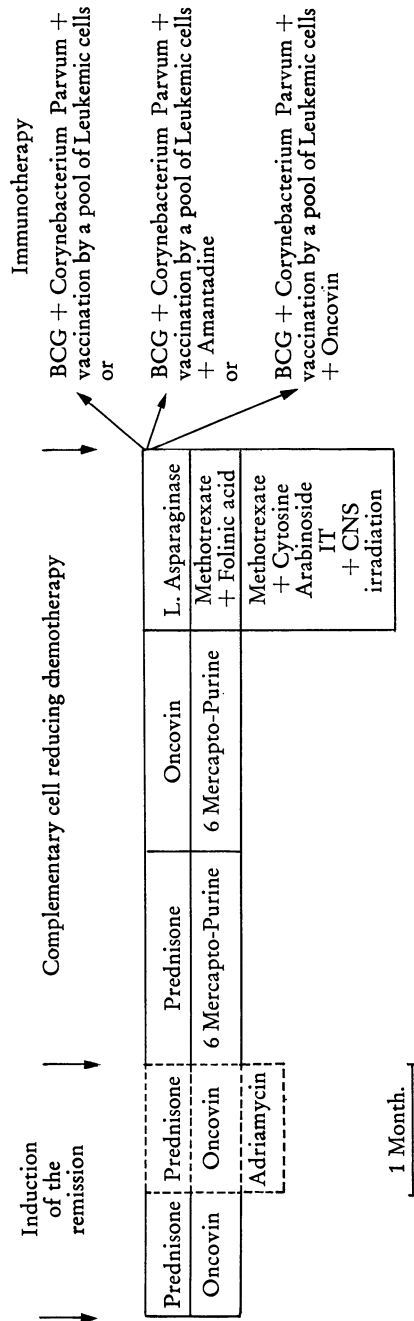 Induction
of the
remission
Complementary cell reducing chemotherapy
Immunotherapy
Prednisone
Oncovin
Prednisone
Oncovin
Adriamycin
Prednisone
6 Mercapto-Purine
Oncovin
6 Mercapto-Purine
L. Asparaginase
Methotrexate
+ Folinic acid
Methotrexate
+ Cytosine
Arabinoside
IT
+ CNS
irradiation
BCG + Corynebacterium Parvum +
vaccination by a pool of Leukemic cells
or
BCG + Corynebacterium Parvum +
vaccination by a pool of Leukemic cells
+ Amantadine
or
BCG + Corynebacterium Parvum +
vaccination by a pool of Leukemic cells
+ Oncovin
1 Month.